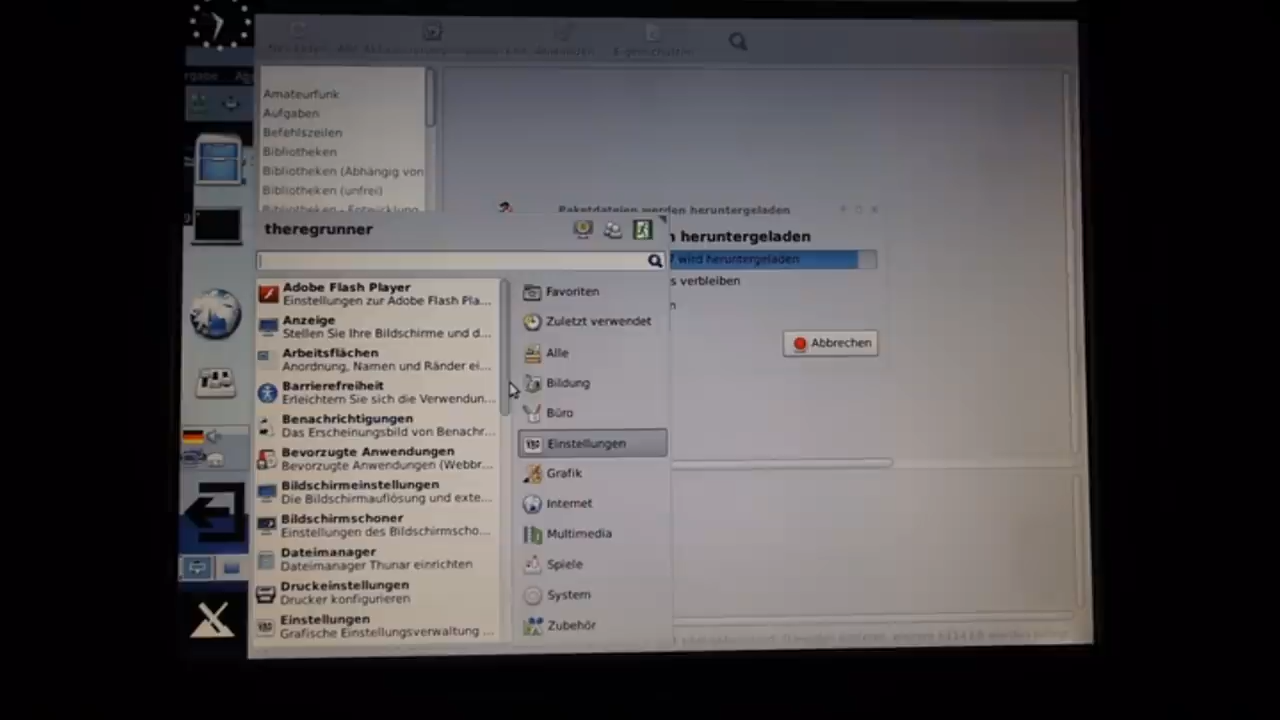 Amateurfunk
Aufgaben
Befehlszeilen
Bibliotheken
Bibliotheken (Abhängig von
Bibliotheken (unfrei)
Bibliotheken - Entwicklung
Paketdateien werden heruntergeladen
heruntergeladen
wird heruntergeladen
verbleiben
Abbrechen
theregrunner
Adobe Flash Player
Einstellungen zur Adobe Flash Pla...
Anzeige
Stellen Sie Ihre Bildschirme und d...
Arbeitsflächen
Anordnung, Namen und Ränder ei...
Barrierefreiheit
Erleichtern Sie sich die Verwendun...
Benachrichtigungen
Das Erscheinungsbild von Benachr...
Bevorzugte Anwendungen
Bevorzugte Anwendungen (Webbr...
Bildschirmeinstellungen
Die Bildschirmauflösung und exte...
Bildschirmschoner
Einstellungen des Bildschirmscho...
Dateimanager
Dateimanager Thunar einrichten
Druckeinstellungen
Drucker konfigurieren
Einstellungen
Grafische Einstellungsverwaltung ...
Favoriten
Zuletzt verwendet
Alle
Bildung
Büro
Einstellungen
Grafik
Internet
Multimedia
Spiele
System
Zubehör